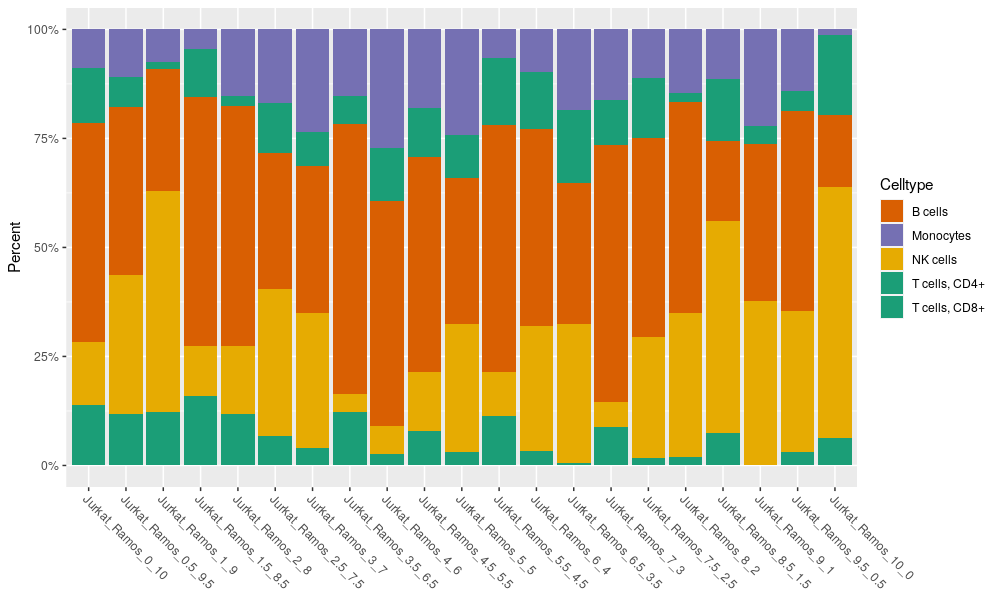 100%
75%
50%
25%
0%
Percent
Jurkat_Ramos_0_10
Jurkat_Ramos_0.5_9.5
Jurkat_Ramos_1_9
Jurkat_Ramos_1.5_8.5
Jurkat_Ramos_2_8
Jurkat_Ramos_2.5_7.5
Jurkat_Ramos_3_7
Jurkat_Ramos_3.5_6.5
Jurkat_Ramos_4_6
Jurkat_Ramos_4.5_5.5
Jurkat_Ramos_5_5
Jurkat_Ramos_5.5_4.5
Jurkat_Ramos_6_4
Jurkat_Ramos_6.5_3.5
Jurkat_Ramos_7_3
Jurkat_Ramos_7.5_2.5
Jurkat_Ramos_8_2
Jurkat_Ramos_8.5_1.5
Jurkat_Ramos_9_1
Jurkat_Ramos_9.5_0.5
Jurkat_Ramos_10_0
Celltype
B cells
Monocytes
NK cells
T cells, CD4+
T cells, CD8+